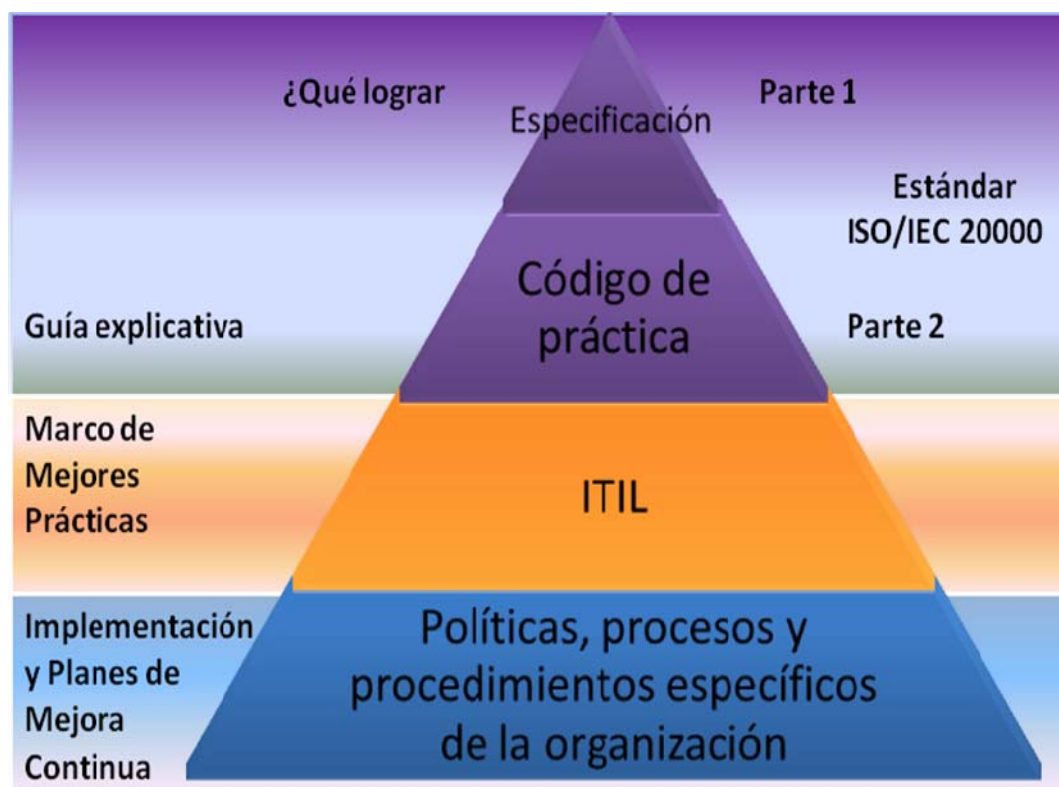 ¿Qué lograr
Especificación
Parte 1
Estándar
ISO/IEC 20000
Código de
práctica
Guía explicativa
Parte 2
Marco de
Mejores
Prácticas
ITIL
Implementación
y Planes de
Mejora
Continua
Políticas, procesos y
procedimientos específicos
de la organización